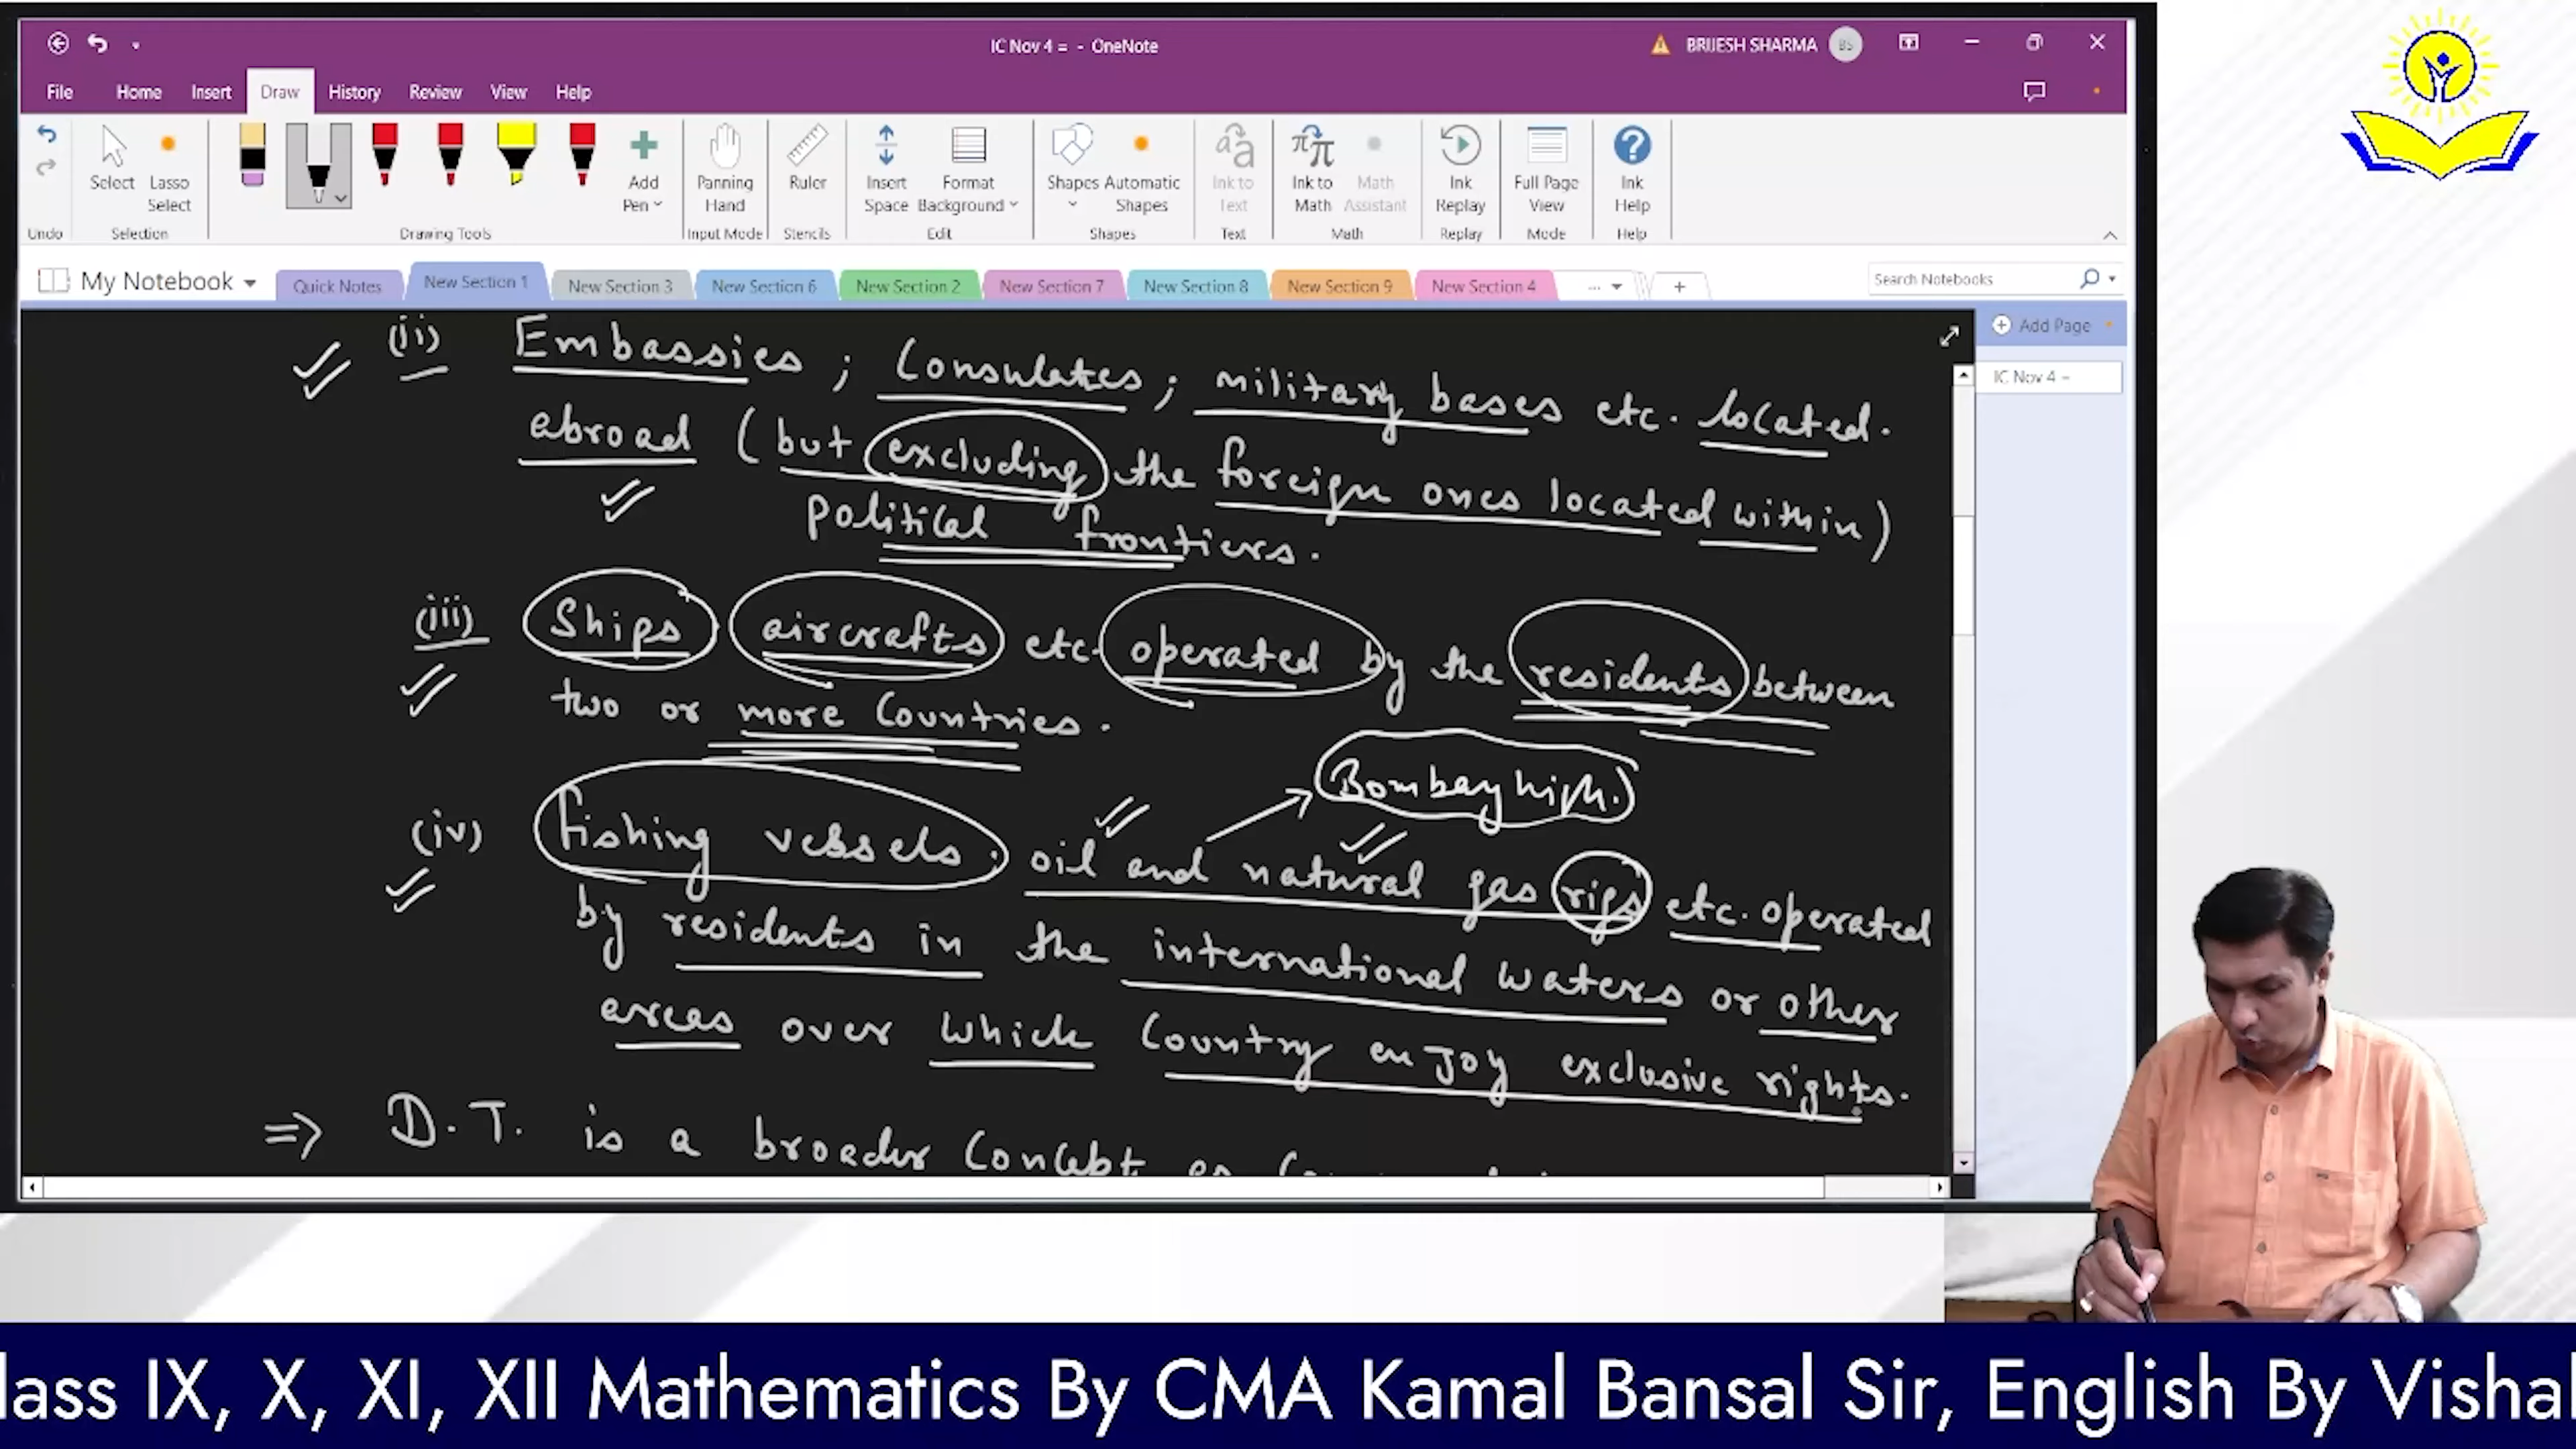 IC Nov 4 = - OneNote
BRIJESH SHARMA BS
File Home Insert Draw History Review View Help
Select Lasso Select Add Pen Panning Hand Ruler Insert Space Format Background Shapes Automatic Shapes Ink to Text Ink to Math Math Assistant Ink Replay Full Page View Ink Help
Undo Selection Drawing Tools Input Mode Stencils Edit Shapes Text Math Replay Mode Help
My Notebook Quick Notes New Section 1 New Section 3 New Section 6 New Section 2 New Section 7 New Section 8 New Section 9 New Section 4 ... + Search Notebooks
Add Page
IC Nov 4 =
(ii) Embassies ; Consulates ; military bases etc. located.
abroad (but excluding the foreign ones located within)
political frontiers.
(iii) Ships aircrafts etc. operated by the residents between
two or more Countries.
Bombay high.
(iv) fishing vessels, oil and natural gas rigs etc. operated
by residents in the international waters or other
areas over which Country enjoy exclusive rights.
⇒ D.T. is a broader Concept as
lass IX, X, XI, XII Mathematics By CMA Kamal Bansal Sir, English By Vishal